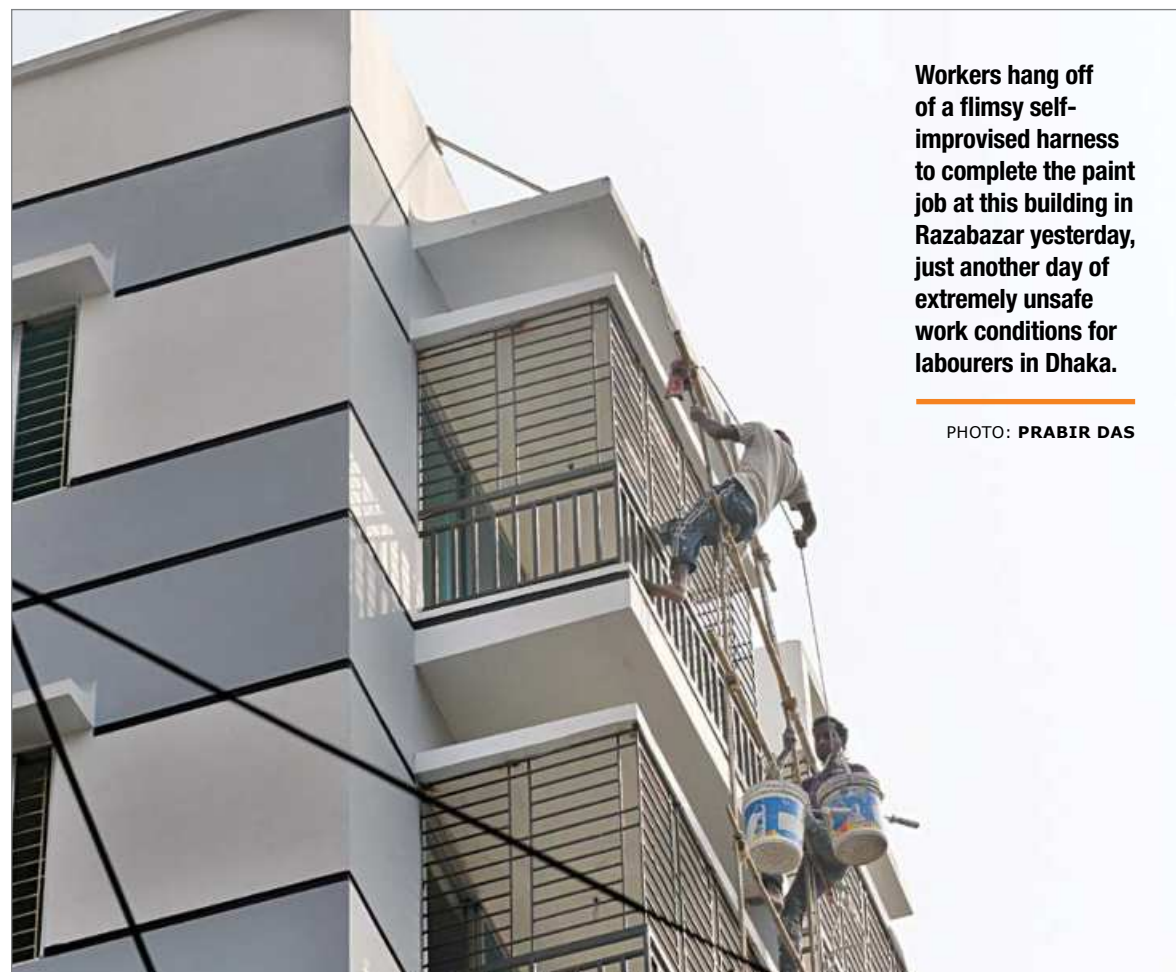 Workers hang off
of a flimsy self-
improvised harness
to complete the paint
job at this building in
Razabazar yesterday,
just another day of
extremely unsafe
work conditions for
labourers in Dhaka.
PHOTO: PRABIR DAS